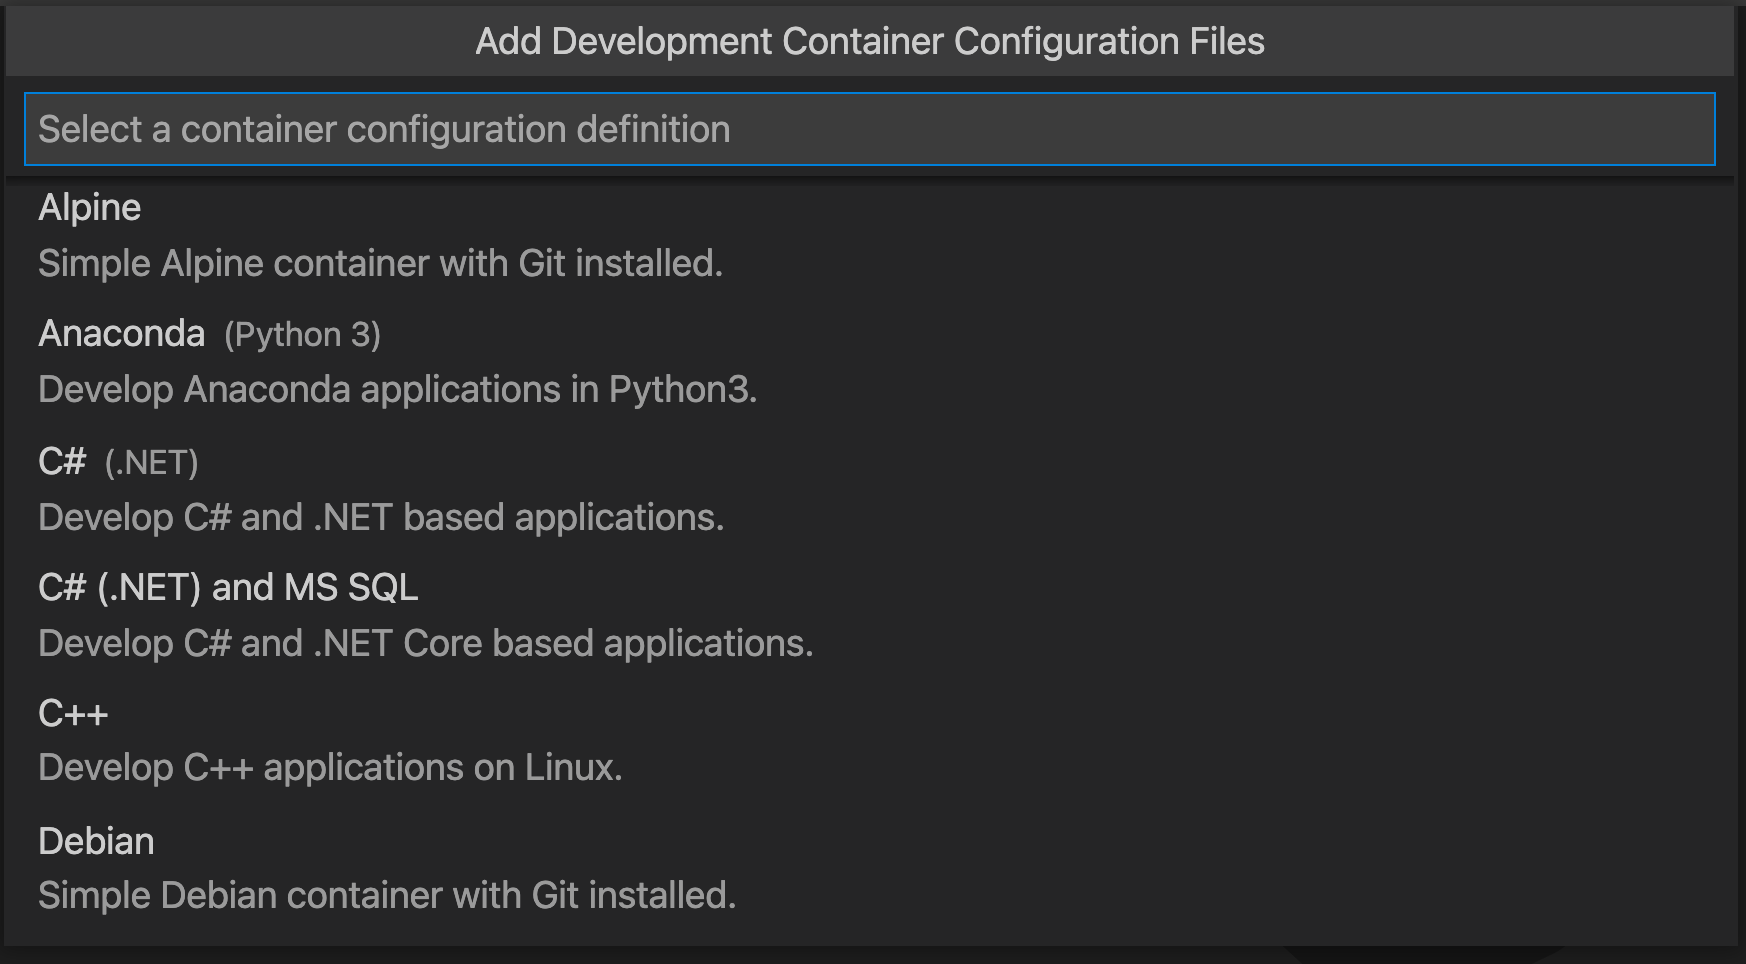 Add Development Container Configuration Files
Select a container configuration definition
Alpine
Simple Alpine container with Git installed.
Anaconda (Python 3)
Develop Anaconda applications in Python3.
C# (.NET)
Develop C# and .NET based applications.
C# (.NET) and MS SQL
Develop C# and .NET Core based applications.
C++
Develop C++ applications on Linux.
Debian
Simple Debian container with Git installed.